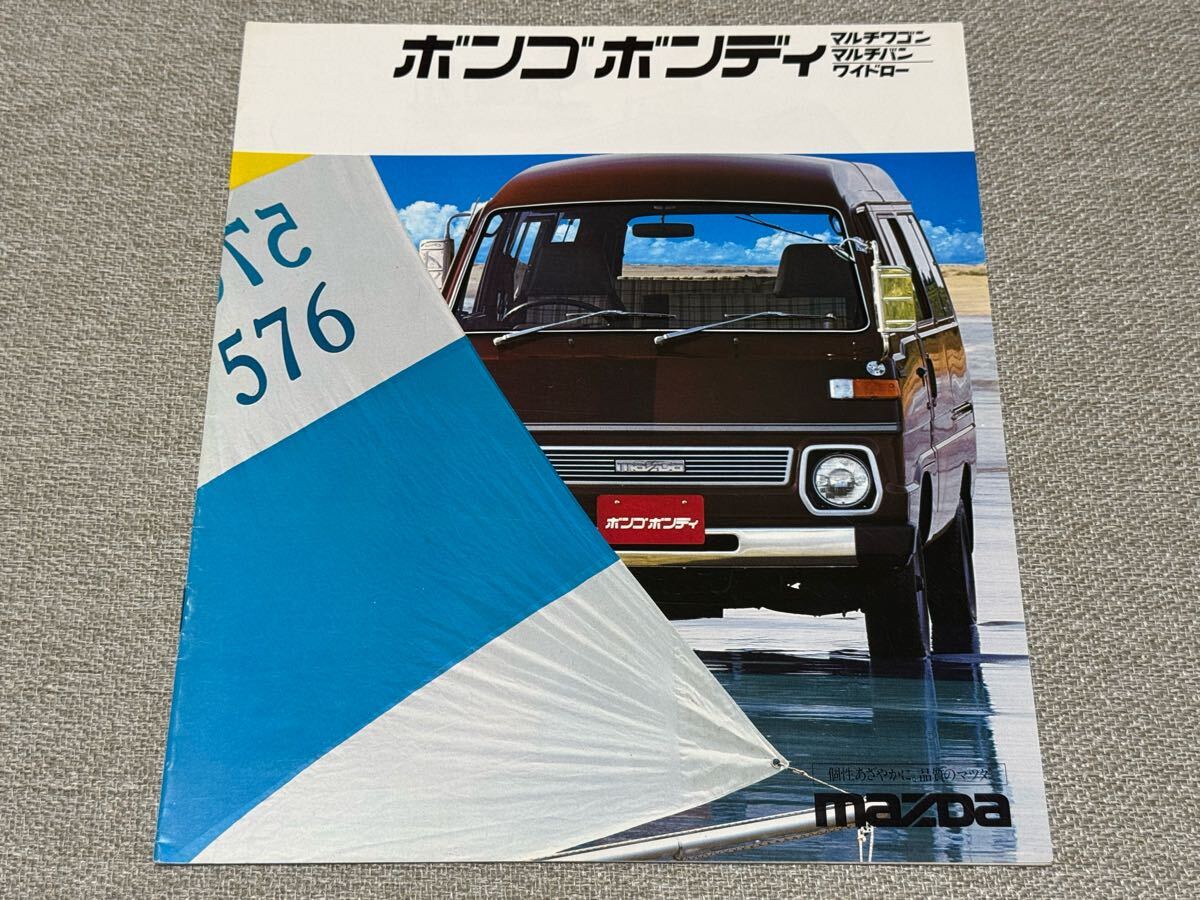 ボンゴボンディ
マルチワゴン
マルチバン
ワイドロー
576
mazda
ボンゴボンディ
個性あざやかに。品質のマツダ
mazda